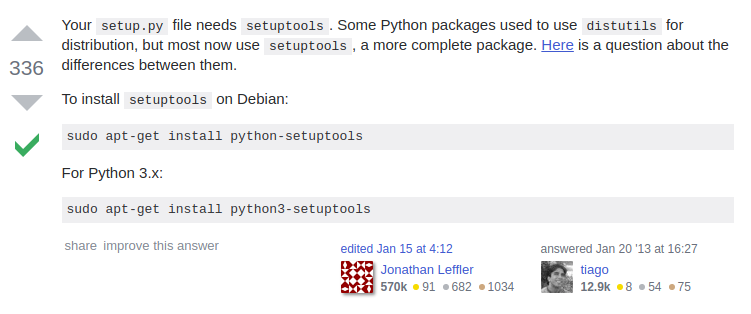 Your setup.py file needs setuptools. Some Python packages used to use distutils for
336
distribution, but most now use setuptools, a more complete package. Here is a question about the
differences between them.
To install setuptools on Debian:
sudo apt-get install python-setuptools
For Python 3.x:
sudo apt-get install python3-setuptools
share improve this answer
edited Jan 15 at 4:12
Jonathan Leffler
570k 91 682 1034
answered Jan 20 '13 at 16:27
tiago
12.9k 8 54 75